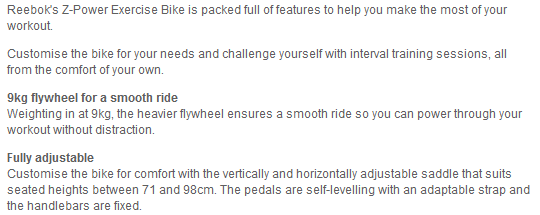 Reebok's Z-Power Exercise Bike is packed full of features to help you make the most of your
workout.
Customise the bike for your needs and challenge yourself with interval training sessions, all
from the comfort of your own.
9kg flywheel for a smooth ride
Weighting in at 9kg, the heavier flywheel ensures a smooth ride so you can power through your
workout without distraction.
Fully adjustable
Customise the bike for comfort with the vertically and horizontally adjustable saddle that suits
seated heights between 71 and 98cm. The pedals are self-levelling with an adaptable strap and
the handlebars are fixed.